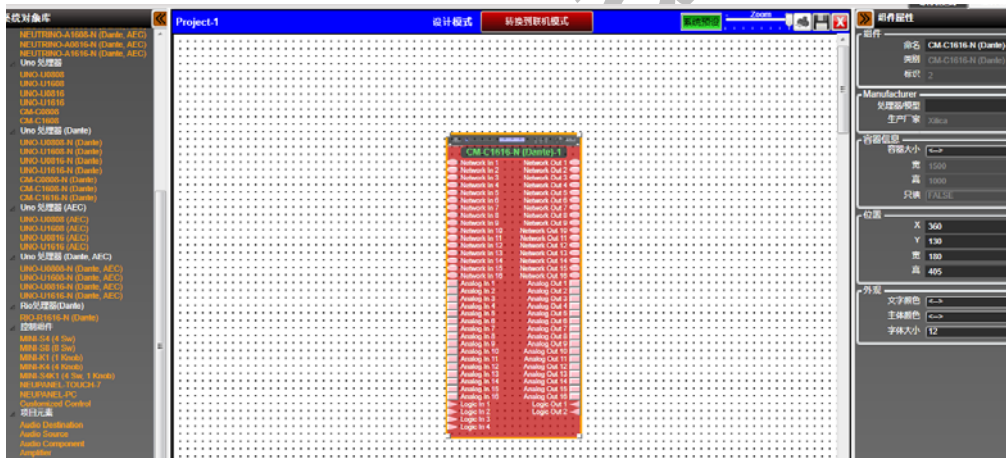 系统对象库
NEUTRINO-A1608-N (Dante, AEC)
NEUTRINO-A0816-N (Dante, AEC)
NEUTRINO-A1616-N (Dante, AEC)
Uno 处理器
UNO-U0808
UNO-U1608
UNO-U0816
UNO-U1616
CM-C0808
CM-C1608
Uno 处理器 (Dante)
UNO-U0808-N (Dante)
UNO-U1608-N (Dante)
UNO-U0816-N (Dante)
UNO-U1616-N (Dante)
CM-C0808-N (Dante)
CM-C1608-N (Dante)
CM-C1616-N (Dante)
Uno 处理器 (AEC)
UNO-U0808 (AEC)
UNO-U1608 (AEC)
UNO-U0816 (AEC)
UNO-U1616 (AEC)
Uno 处理器 (Dante, AEC)
UNO-U0808-N (Dante, AEC)
UNO-U1608-N (Dante, AEC)
UNO-U0816-N (Dante, AEC)
UNO-U1616-N (Dante, AEC)
Rio处理器(Dante)
RIO-R1616-N (Dante)
控制组件
MINI-S4 (4 Sw)
MINI-S8 (8 Sw)
MINI-K1 (1 Knob)
MINI-K4 (4 Knob)
MINI-S4K1 (4 Sw, 1 Knob)
NEUPANEL-TOUCH-7
NEUPANEL-PC
Customized Control
项目元素
Audio Destination
Audio Source
Audio Component
Amplifier
Project-1
设计模式
转换到联机模式
系统预设
Zoom
CM-C1616-N (Dante)-1
Network In 1 Network Out 1
Network In 2 Network Out 2
Network In 3 Network Out 3
Network In 4 Network Out 4
Network In 5 Network Out 5
Network In 6 Network Out 6
Network In 7 Network Out 7
Network In 8 Network Out 8
Network In 9 Network Out 9
Network In 10 Network Out 10
Network In 11 Network Out 11
Network In 12 Network Out 12
Network In 13 Network Out 13
Network In 14 Network Out 14
Network In 15 Network Out 15
Network In 16 Network Out 16
Analog In 1 Analog Out 1
Analog In 2 Analog Out 2
Analog In 3 Analog Out 3
Analog In 4 Analog Out 4
Analog In 5 Analog Out 5
Analog In 6 Analog Out 6
Analog In 7 Analog Out 7
Analog In 8 Analog Out 8
Analog In 9 Analog Out 9
Analog In 10 Analog Out 10
Analog In 11 Analog Out 11
Analog In 12 Analog Out 12
Analog In 13 Analog Out 13
Analog In 14 Analog Out 14
Analog In 15 Analog Out 15
Analog In 16 Analog Out 16
Logic In 1 Logic Out 1
Logic In 2 Logic Out 2
Logic In 3
Logic In 4
组件属性
组件
命名 CM-C1616-N (Dante)
类别 CM-C1616-N (Dante)
标识 2
Manufacturer
处理器/模型
生产厂家 Xilica
容器信息
容器大小 <-->
宽 1500
高 1000
只读 FALSE
位置
X 360
Y 130
宽 180
高 405
外观
文字颜色 <-->
主体颜色 <-->
字体大小 12